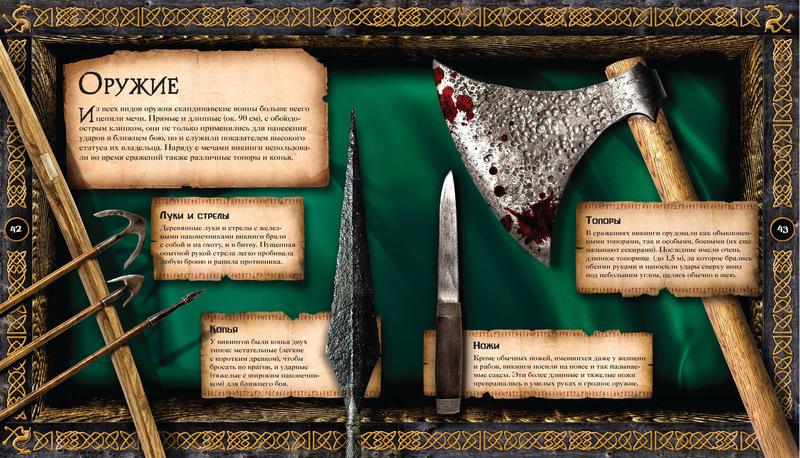 Оружие
Из всех видов оружия скандинавские воины больше всего
ценили мечи. Прямые и длинные (ок. 90 см), с обоюдо-
острым клинком, они не только применялись для нанесения
ударов в ближнем бою, но и служили показателем высокого
статуса их владельца. Наряду с мечами викинги использова-
ли во время сражений также различные топоры и копья.
Луки и стрелы
Деревянные луки и стрелы с желез-
ными наконечниками викинги брали
с собой и на охоту, и в битву. Пущенная
опытной рукой стрела легко пробивала
любую броню и ранила противника.
Копья
У викингов были копья двух
типов: метательные (легкие
с коротким древком), чтобы
бросать во врагов, и ударные
(тяжелые с широким наконечни-
ком) для ближнего боя.
Ножи
Кроме обычных ножей, имевшихся даже у женщин
и рабов, викинги носили на поясе и так называе-
мые саксы. Эти более длинные и тяжелые ножи
превращались в умелых руках в грозное оружие.
Топоры
В сражениях викинги орудовали как обыкновен-
ными топорами, так и особыми, боевыми (их еще
называют секирами). Последние имели очень
длинное топорище (до 1,5 м), за которое брались
обеими руками и наносили удары сверху вниз
под небольшим углом, целясь обычно в шею.
42
43